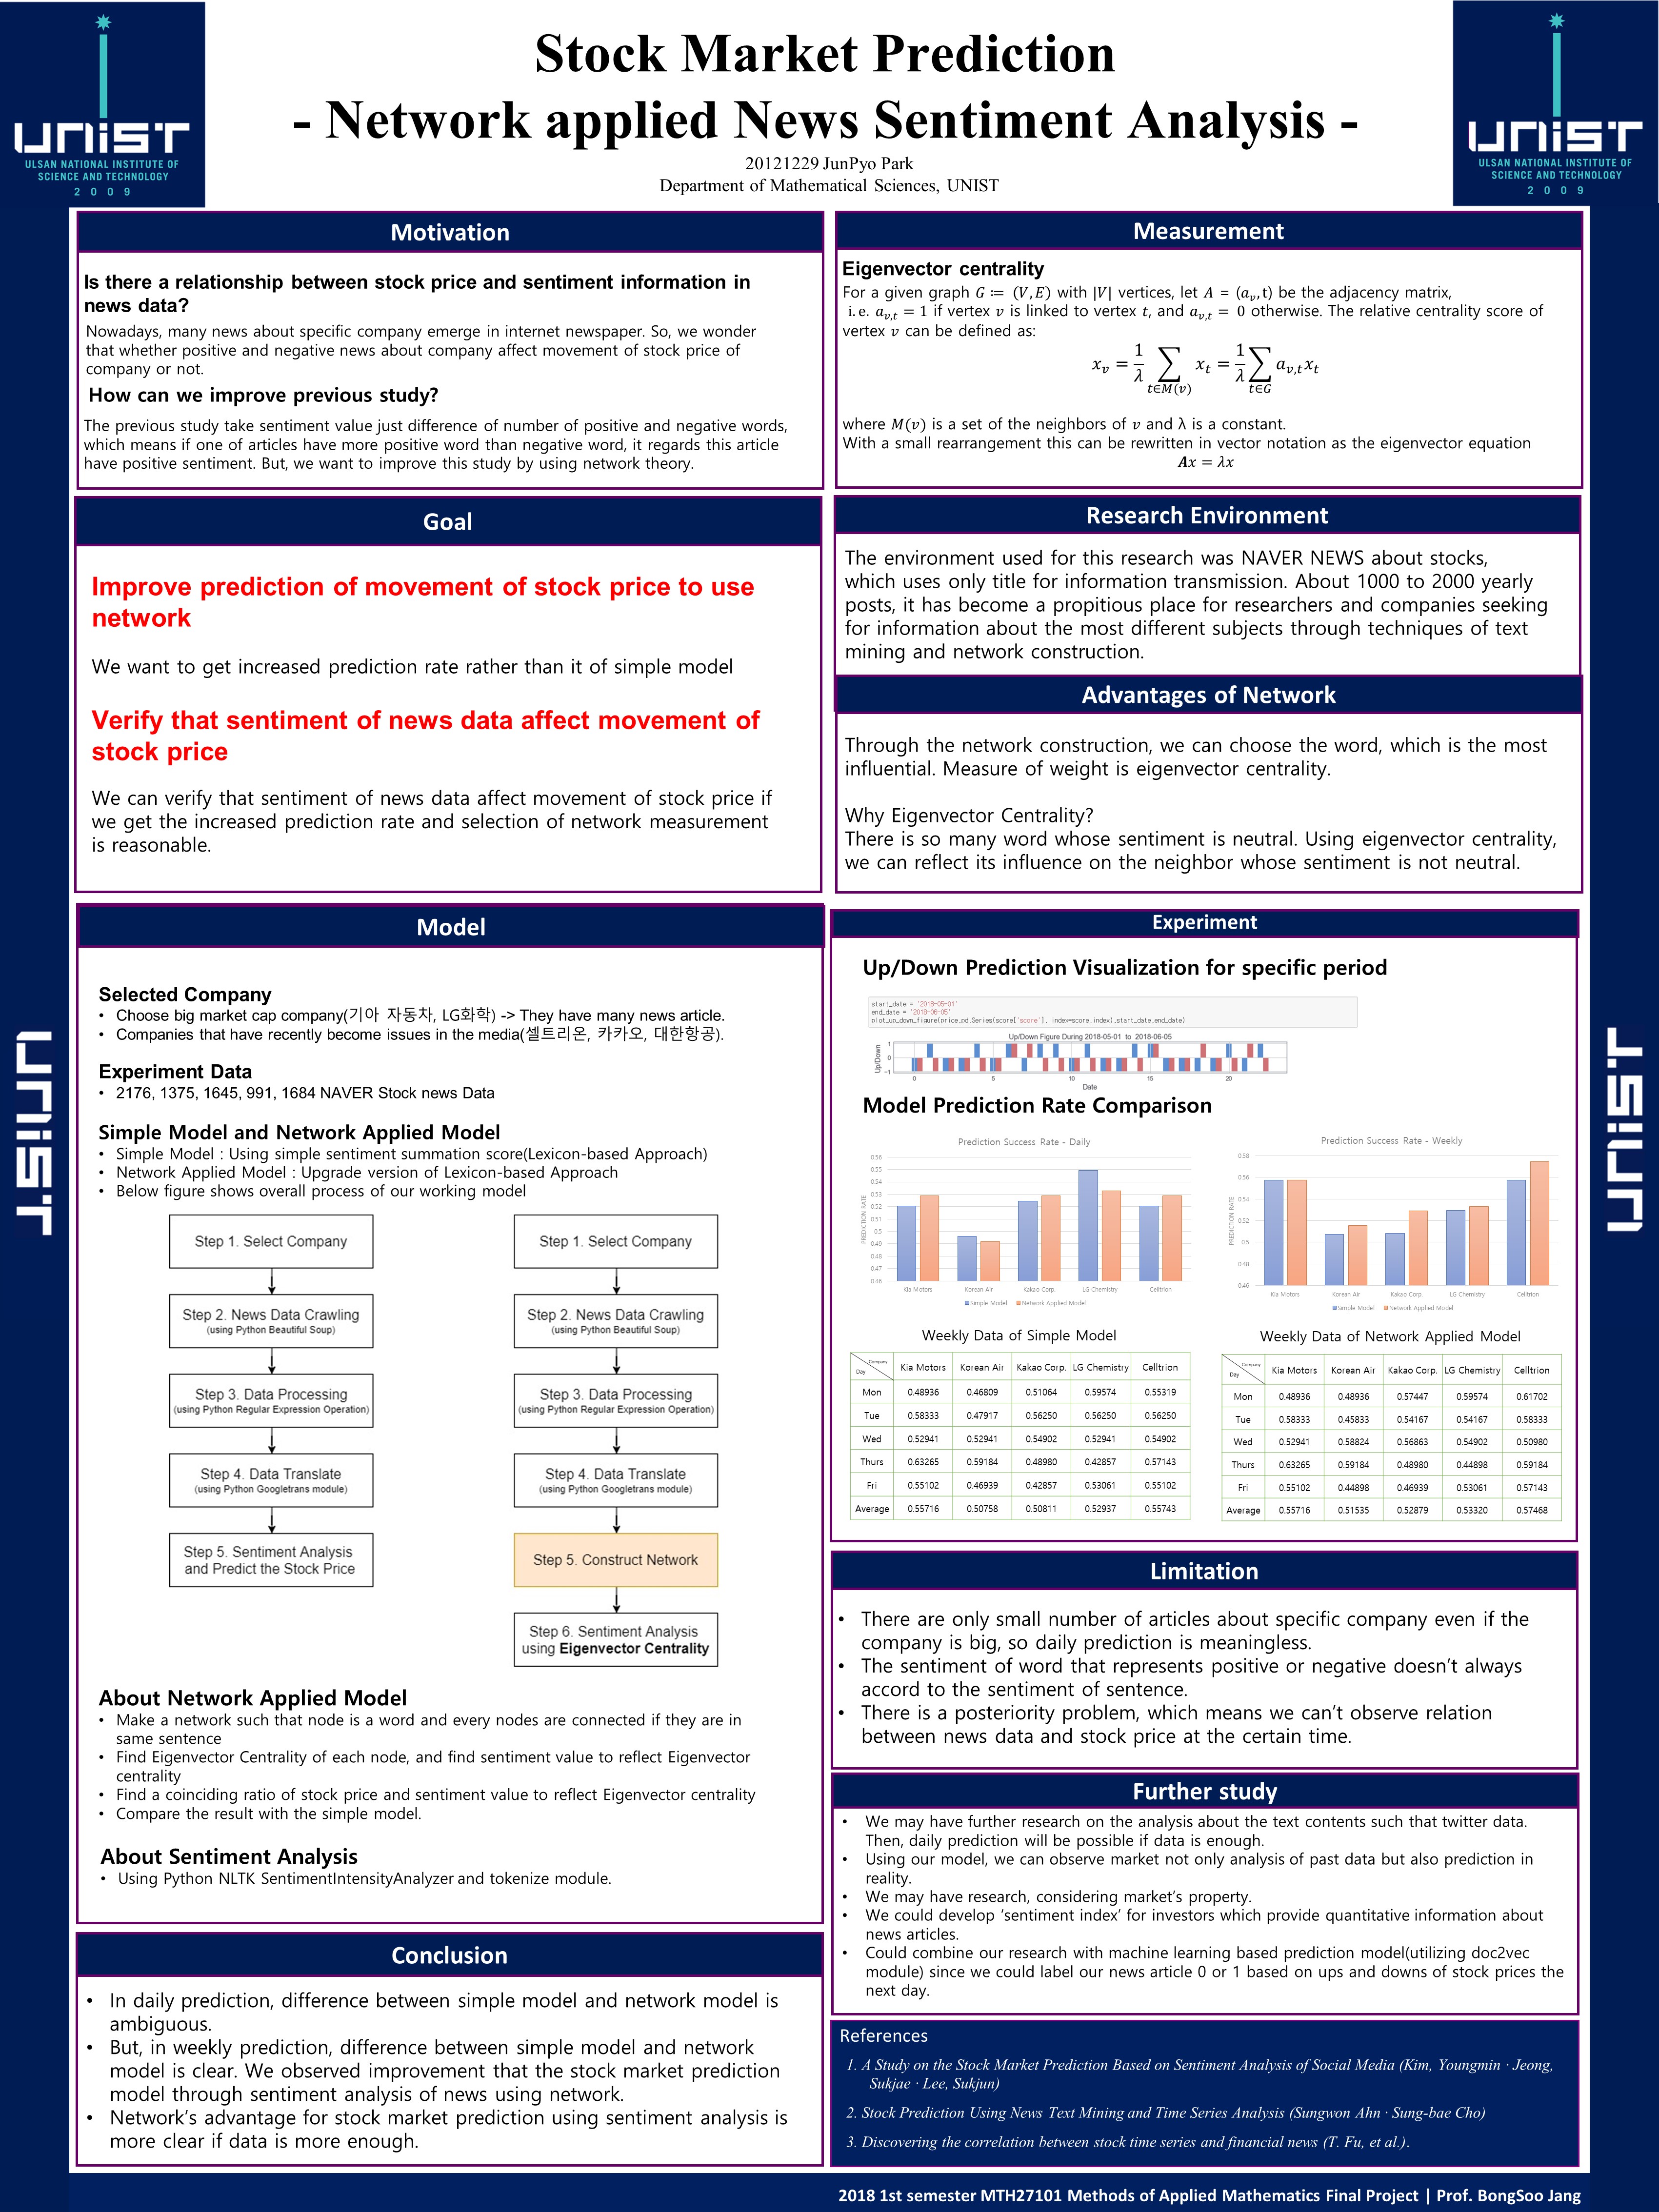 UNIST
ULSAN NATIONAL INSTITUTE OF
SCIENCE AND TECHNOLOGY
2 0 0 9
Stock Market Prediction
- Network applied News Sentiment Analysis -
20121229 JunPyo Park
Department of Mathematical Sciences, UNIST
UNIST
ULSAN NATIONAL INSTITUTE OF
SCIENCE AND TECHNOLOGY
2 0 0 9
Motivation
Is there a relationship between stock price and sentiment information in
news data?
Nowadays, many news about specific company emerge in internet newspaper. So, we wonder
that whether positive and negative news about company affect movement of stock price of
company or not.
How can we improve previous study?
The previous study take sentiment value just difference of number of positive and negative words,
which means if one of articles have more positive word than negative word, it regards this article
have positive sentiment. But, we want to improve this study by using network theory.
Goal
Improve prediction of movement of stock price to use
network
We want to get increased prediction rate rather than it of simple model
Verify that sentiment of news data affect movement of
stock price
We can verify that sentiment of news data affect movement of stock price if
we get the increased prediction rate and selection of network measurement
is reasonable.
Model
Selected Company
• Choose big market cap company(기아 자동차, LG화학) -> They have many news article.
• Companies that have recently become issues in the media(셀트리온, 카카오, 대한항공).
Experiment Data
• 2176, 1375, 1645, 991, 1684 NAVER Stock news Data
Simple Model and Network Applied Model
• Simple Model : Using simple sentiment summation score(Lexicon-based Approach)
• Network Applied Model : Upgrade version of Lexicon-based Approach
• Below figure shows overall process of our working model
Step 1. Select Company
Step 2. News Data Crawling
(using Python Beautiful Soup)
Step 3. Data Processing
(using Python Regular Expression Operation)
Step 4. Data Translate
(using Python Googletrans module)
Step 5. Sentiment Analysis
and Predict the Stock Price
Step 1. Select Company
Step 2. News Data Crawling
(using Python Beautiful Soup)
Step 3. Data Processing
(using Python Regular Expression Operation)
Step 4. Data Translate
(using Python Googletrans module)
Step 5. Construct Network
Step 6. Sentiment Analysis
using Eigenvector Centrality
About Network Applied Model
• Make a network such that node is a word and every nodes are connected if they are in
same sentence
• Find Eigenvector Centrality of each node, and find sentiment value to reflect Eigenvector
centrality
• Find a coinciding ratio of stock price and sentiment value to reflect Eigenvector centrality
• Compare the result with the simple model.
About Sentiment Analysis
• Using Python NLTK SentimentIntensityAnalyzer and tokenize module.
Conclusion
• In daily prediction, difference between simple model and network model is
ambiguous.
• But, in weekly prediction, difference between simple model and network
model is clear. We observed improvement that the stock market prediction
model through sentiment analysis of news using network.
• Network's advantage for stock market prediction using sentiment analysis is
more clear if data is more enough.
Measurement
Eigenvector centrality
For a given graph G ≔ (V, E) with |V| vertices, let A = (aᵥ,t) be the adjacency matrix,
i. e. a_{v,t} = 1 if vertex v is linked to vertex t, and a_{v,t} = 0 otherwise. The relative centrality score of
vertex v can be defined as:
x_v = 1/λ ∑_{t∈M(v)} x_t = 1/λ ∑_{t∈G} a_{v,t}x_t
where M(v) is a set of the neighbors of v and λ is a constant.
With a small rearrangement this can be rewritten in vector notation as the eigenvector equation
Ax = λx
Research Environment
The environment used for this research was NAVER NEWS about stocks,
which uses only title for information transmission. About 1000 to 2000 yearly
posts, it has become a propitious place for researchers and companies seeking
for information about the most different subjects through techniques of text
mining and network construction.
Advantages of Network
Through the network construction, we can choose the word, which is the most
influential. Measure of weight is eigenvector centrality.
Why Eigenvector Centrality?
There is so many word whose sentiment is neutral. Using eigenvector centrality,
we can reflect its influence on the neighbor whose sentiment is not neutral.
Experiment
Up/Down Prediction Visualization for specific period
start_date = '2018-05-01'
end_date = '2018-06-05'
plot_up_down_figure(price,pd.Series(score['score'], index=score.index),start_date,end_date)
Up/Down Figure During 2018-05-01 to 2018-06-05
Up/Down
1
0
−1
0 5 10 15 20
Date
Model Prediction Rate Comparison
Prediction Success Rate - Daily
PREDICTION RATE
0.56
0.55
0.54
0.53
0.52
0.51
0.5
0.49
0.48
0.47
0.46
Kia Motors Korean Air Kakao Corp. LG Chemistry Celltrion
Simple Model Network Applied Model
Prediction Success Rate - Weekly
PREDICTION RATE
0.58
0.56
0.54
0.52
0.5
0.48
0.46
Kia Motors Korean Air Kakao Corp. LG Chemistry Celltrion
Simple Model Network Applied Model
Weekly Data of Simple Model
Company Day Kia Motors Korean Air Kakao Corp. LG Chemistry Celltrion
Mon 0.48936 0.46809 0.51064 0.59574 0.55319
Tue 0.58333 0.47917 0.56250 0.56250 0.56250
Wed 0.52941 0.52941 0.54902 0.52941 0.54902
Thurs 0.63265 0.59184 0.48980 0.42857 0.57143
Fri 0.55102 0.46939 0.42857 0.53061 0.55102
Average 0.55716 0.50758 0.50811 0.52937 0.55743
Weekly Data of Network Applied Model
Company Day Kia Motors Korean Air Kakao Corp. LG Chemistry Celltrion
Mon 0.48936 0.48936 0.57447 0.59574 0.61702
Tue 0.58333 0.45833 0.54167 0.54167 0.58333
Wed 0.52941 0.58824 0.56863 0.54902 0.50980
Thurs 0.63265 0.59184 0.48980 0.44898 0.59184
Fri 0.55102 0.44898 0.46939 0.53061 0.57143
Average 0.55716 0.51535 0.52879 0.53320 0.57468
Limitation
• There are only small number of articles about specific company even if the
company is big, so daily prediction is meaningless.
• The sentiment of word that represents positive or negative doesn't always
accord to the sentiment of sentence.
• There is a posteriority problem, which means we can't observe relation
between news data and stock price at the certain time.
Further study
• We may have further research on the analysis about the text contents such that twitter data.
Then, daily prediction will be possible if data is enough.
• Using our model, we can observe market not only analysis of past data but also prediction in
reality.
• We may have research, considering market's property.
• We could develop 'sentiment index' for investors which provide quantitative information about
news articles.
• Could combine our research with machine learning based prediction model(utilizing doc2vec
module) since we could label our news article 0 or 1 based on ups and downs of stock prices the
next day.
References
1. A Study on the Stock Market Prediction Based on Sentiment Analysis of Social Media (Kim, Youngmin · Jeong,
Sukjae · Lee, Sukjun)
2. Stock Prediction Using News Text Mining and Time Series Analysis (Sungwon Ahn · Sung-bae Cho)
3. Discovering the correlation between stock time series and financial news (T. Fu, et al.).
UNIST
UNIST
2018 1st semester MTH27101 Methods of Applied Mathematics Final Project | Prof. BongSoo Jang